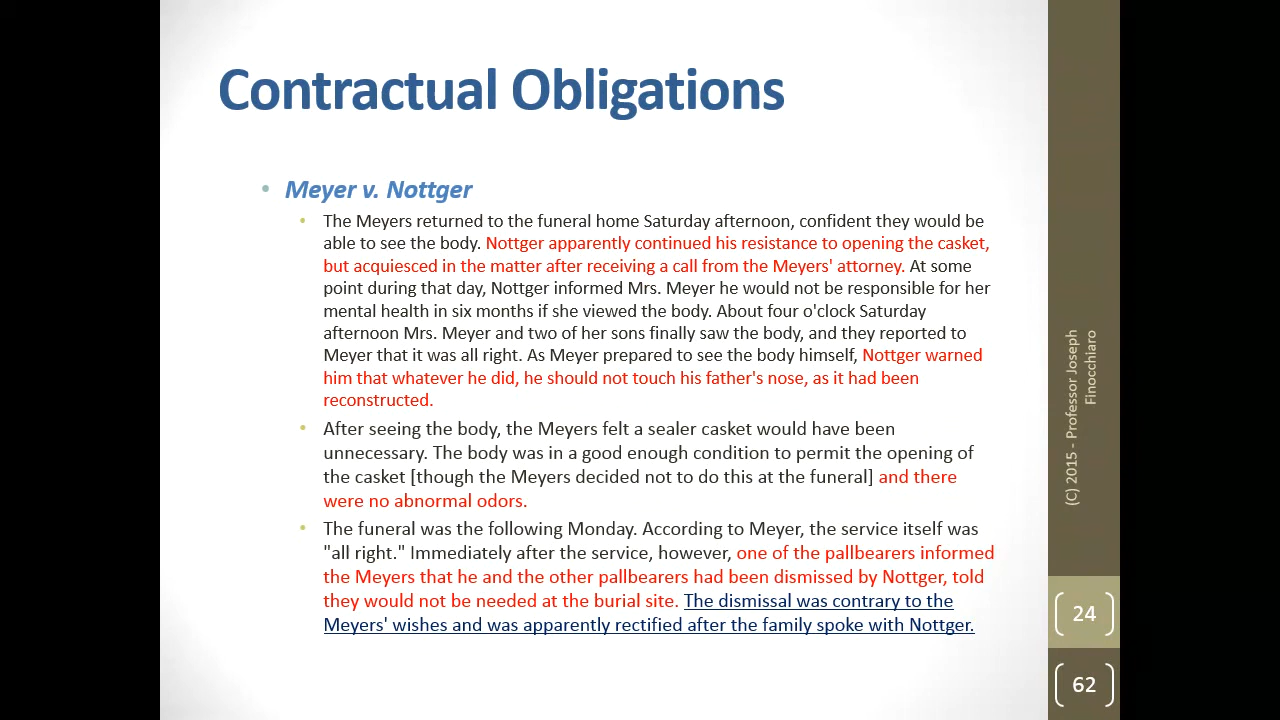 Contractual Obligations
• Meyer v. Nottger
• The Meyers returned to the funeral home Saturday afternoon, confident they would be
able to see the body. Nottger apparently continued his resistance to opening the casket,
but acquiesced in the matter after receiving a call from the Meyers' attorney. At some
point during that day, Nottger informed Mrs. Meyer he would not be responsible for her
mental health in six months if she viewed the body. About four o'clock Saturday
afternoon Mrs. Meyer and two of her sons finally saw the body, and they reported to
Meyer that it was all right. As Meyer prepared to see the body himself, Nottger warned
him that whatever he did, he should not touch his father's nose, as it had been
reconstructed.
• After seeing the body, the Meyers felt a sealer casket would have been
unnecessary. The body was in a good enough condition to permit the opening of
the casket [though the Meyers decided not to do this at the funeral] and there
were no abnormal odors.
• The funeral was the following Monday. According to Meyer, the service itself was
"all right." Immediately after the service, however, one of the pallbearers informed
the Meyers that he and the other pallbearers had been dismissed by Nottger, told
they would not be needed at the burial site. The dismissal was contrary to the
Meyers' wishes and was apparently rectified after the family spoke with Nottger.
(C) 2015 - Professor Joseph
Finocchiaro
24
62